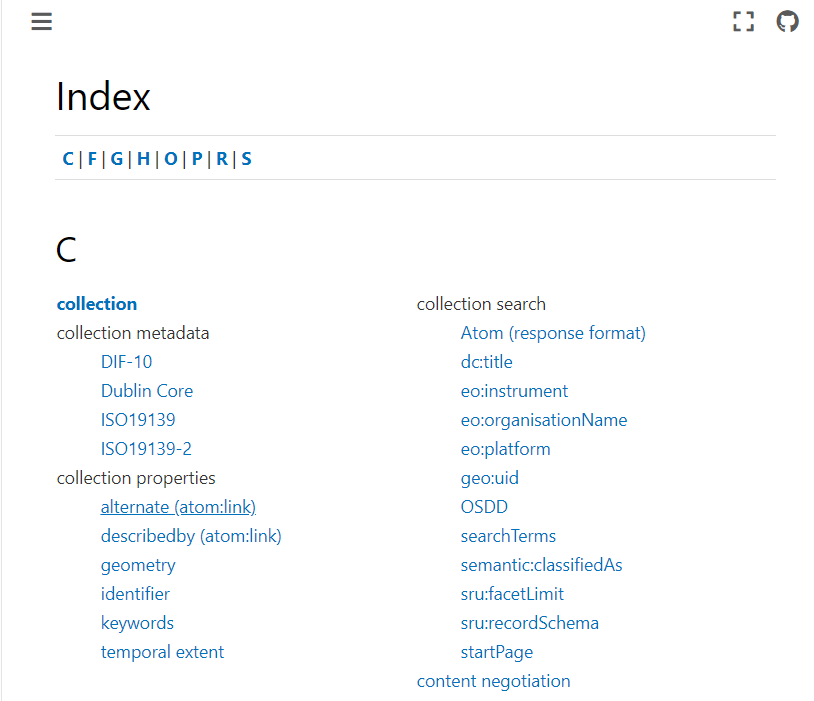 Index
C | F | G | H | O | P | R | S
C
collection
collection metadata
DIF-10
Dublin Core
ISO19139
ISO19139-2
collection properties
alternate (atom:link)
describedby (atom:link)
geometry
identifier
keywords
temporal extent
collection search
Atom (response format)
dc:title
eo:instrument
eo:organisationName
eo:platform
geo:uid
OSDD
searchTerms
semantic:classifiedAs
sru:facetLimit
sru:recordSchema
startPage
content negotiation